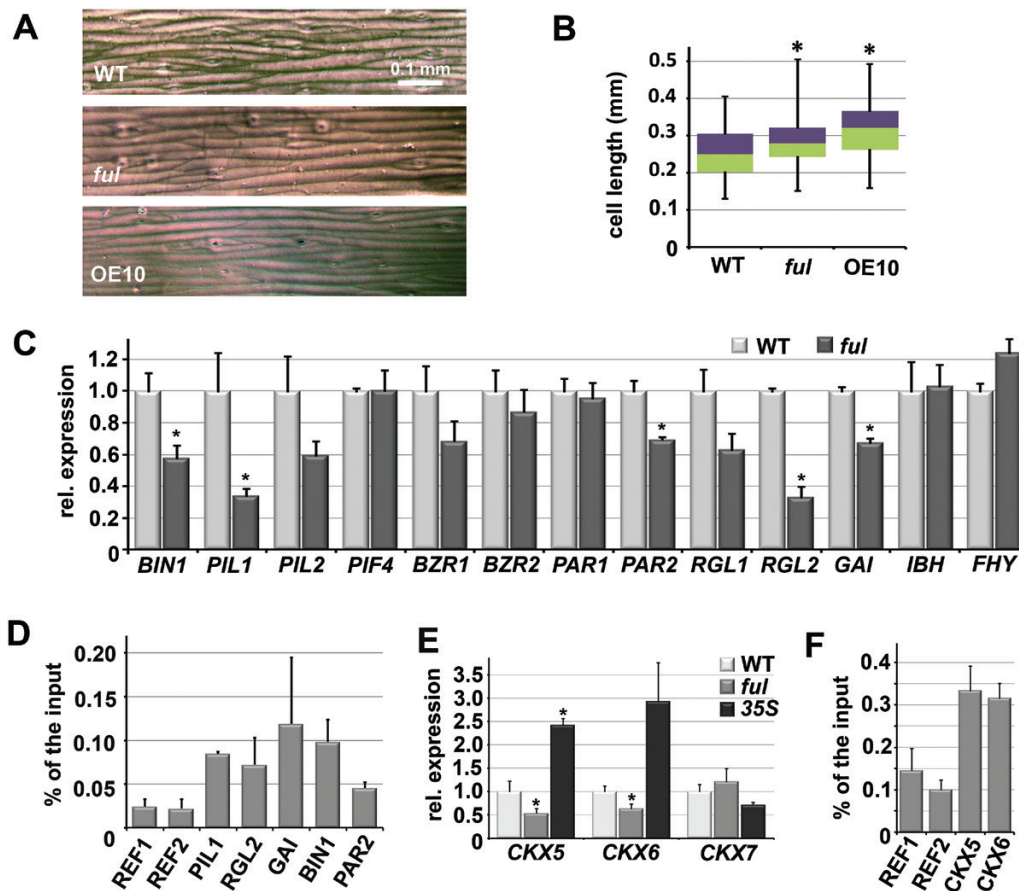 A
WT
0.1 mm
ful
OE10
B
* *
cell length (mm)
0.5
0.4
0.3
0.2
0.1
0
WT ful OE10
C
WT ful
rel. expression
1.2
1.0
0.8
0.6
0.4
0.2
0
* * * * *
BIN1 PIL1 PIL2 PIF4 BZR1 BZR2 PAR1 PAR2 RGL1 RGL2 GAI IBH FHY
D
% of the input
0.20
0.15
0.10
0.05
0
REF1 REF2 PIL1 RGL2 GAI BIN1 PAR2
E
rel. expression
3.5
3.0
2.5
2.0
1.5
1.0
0.5
0
WT
ful
35S
* * *
CKX5 CKX6 CKX7
F
% of the input
0.4
0.3
0.2
0.1
0
REF1 REF2 CKX5 CKX6